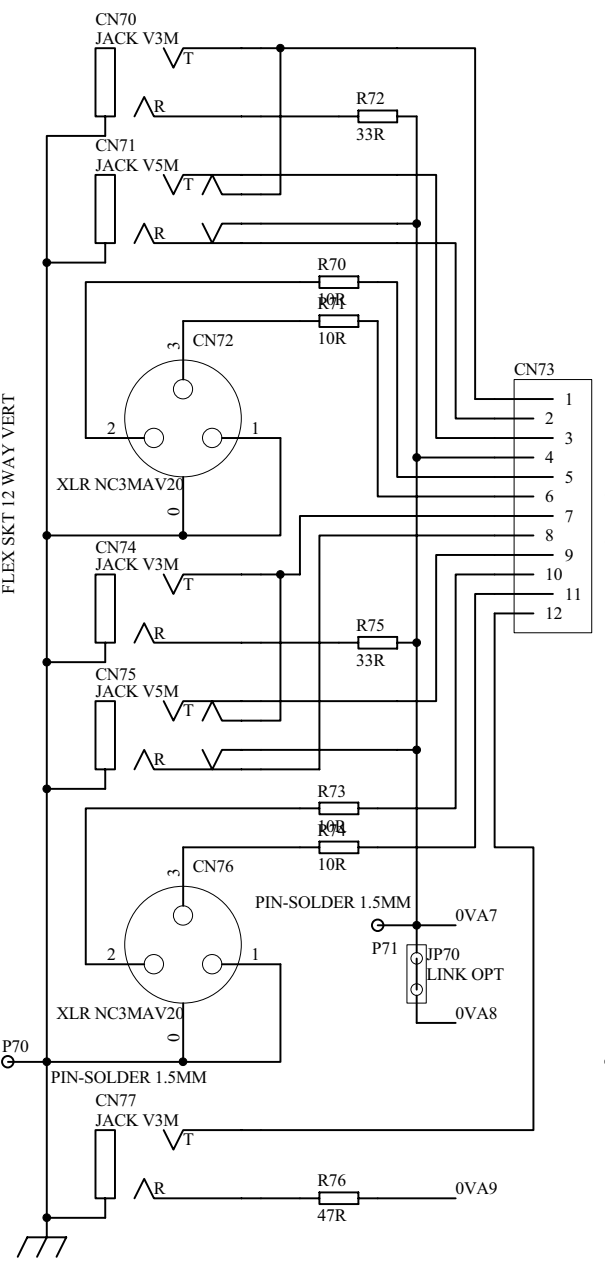 CN70
JACK V3M
T
R
R72
33R
CN71
JACK V5M
T
R
R70
10R
R71
10R
CN72
3
2
1
0
XLR NC3MAV20
FLEX SKT 12 WAY VERT
CN73
1
2
3
4
5
6
7
8
9
10
11
12
CN74
JACK V3M
T
R
R75
33R
CN75
JACK V5M
T
R
R73
10R
R74
10R
CN76
3
2
1
0
XLR NC3MAV20
PIN-SOLDER 1.5MM
0VA7
P71
JP70
LINK OPT
0VA8
P70
PIN-SOLDER 1.5MM
CN77
JACK V3M
T
R
R76
47R
0VA9